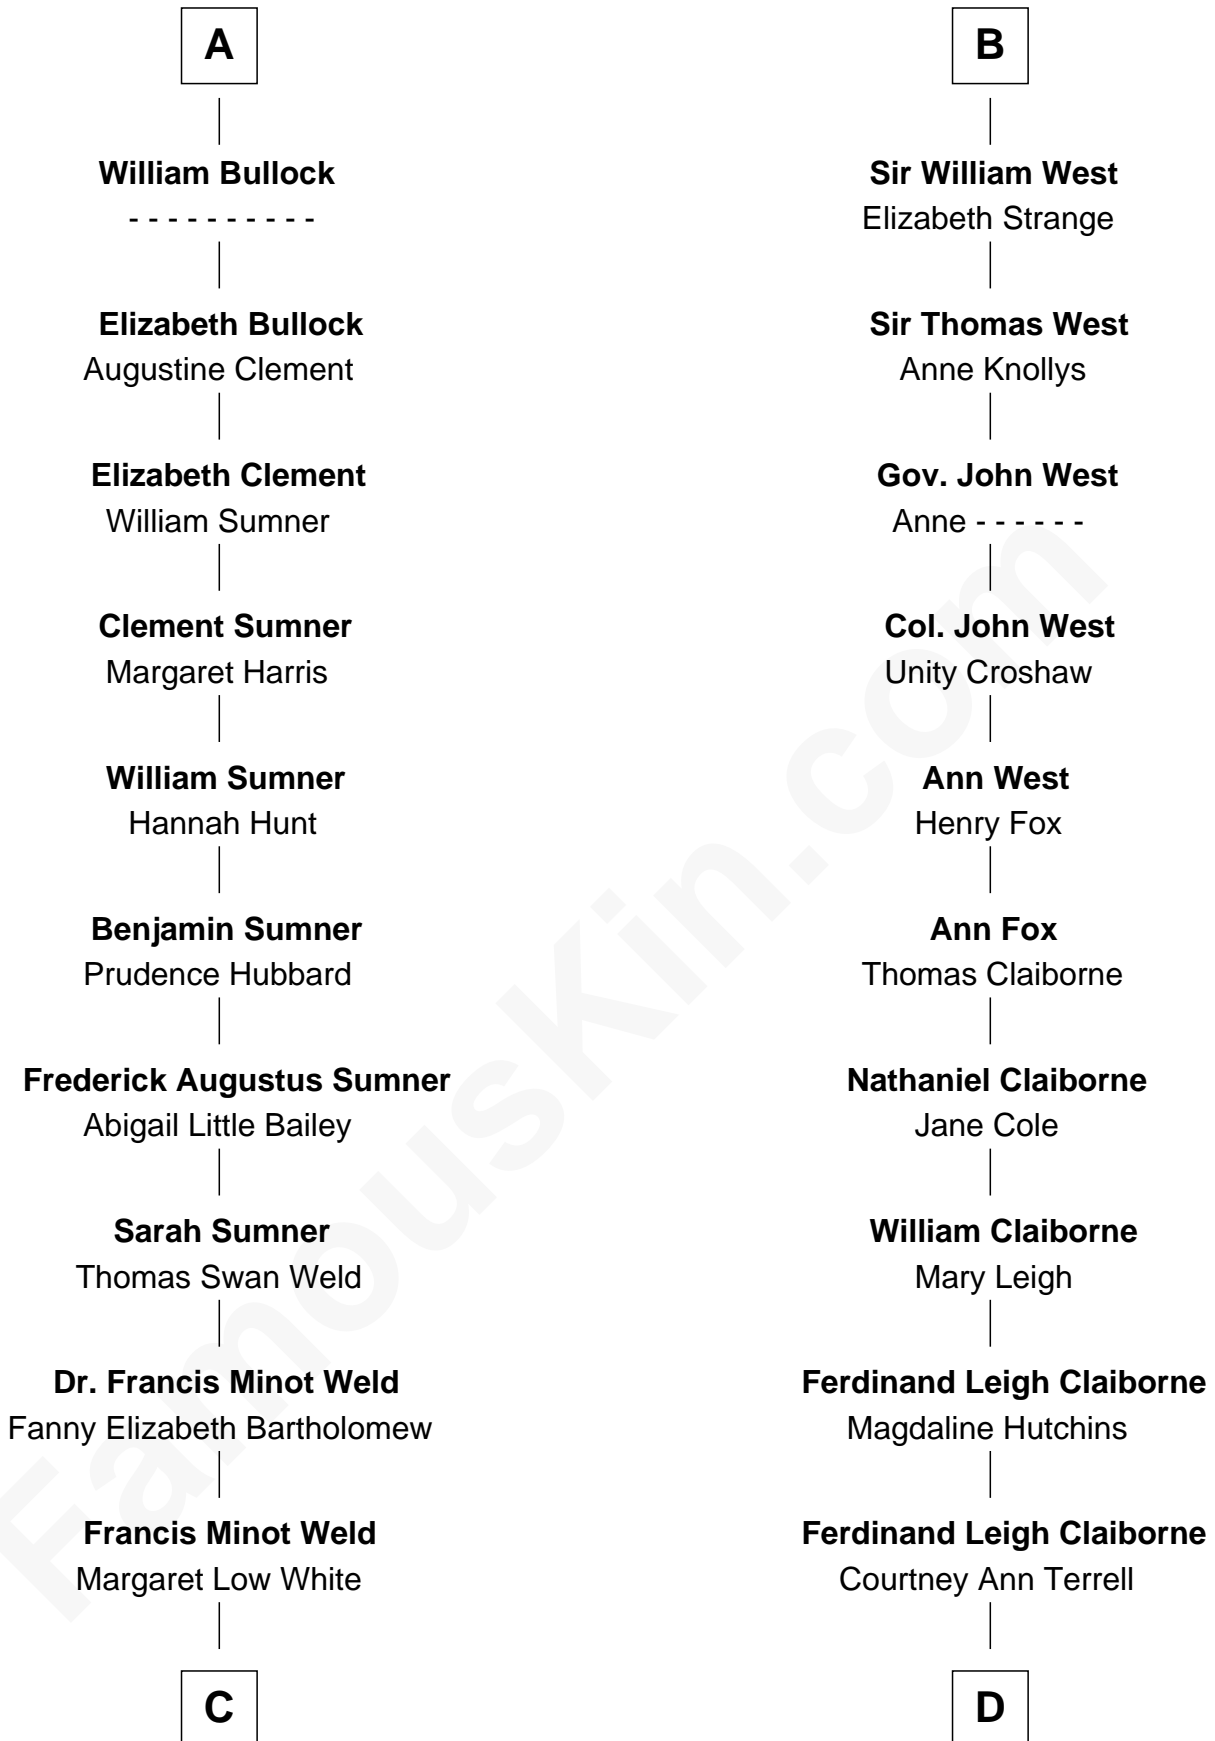 A
William Bullock
- - - - - - - - - -
Elizabeth Bullock
Augustine Clement
Elizabeth Clement
William Sumner
Clement Sumner
Margaret Harris
William Sumner
Hannah Hunt
Benjamin Sumner
Prudence Hubbard
Frederick Augustus Sumner
Abigail Little Bailey
Sarah Sumner
Thomas Swan Weld
Dr. Francis Minot Weld
Fanny Elizabeth Bartholomew
Francis Minot Weld
Margaret Low White
C
B
Sir William West
Elizabeth Strange
Sir Thomas West
Anne Knollys
Gov. John West
Anne - - - - - -
Col. John West
Unity Croshaw
Ann West
Henry Fox
Ann Fox
Thomas Claiborne
Nathaniel Claiborne
Jane Cole
William Claiborne
Mary Leigh
Ferdinand Leigh Claiborne
Magdaline Hutchins
Ferdinand Leigh Claiborne
Courtney Ann Terrell
D
FamousKin.com